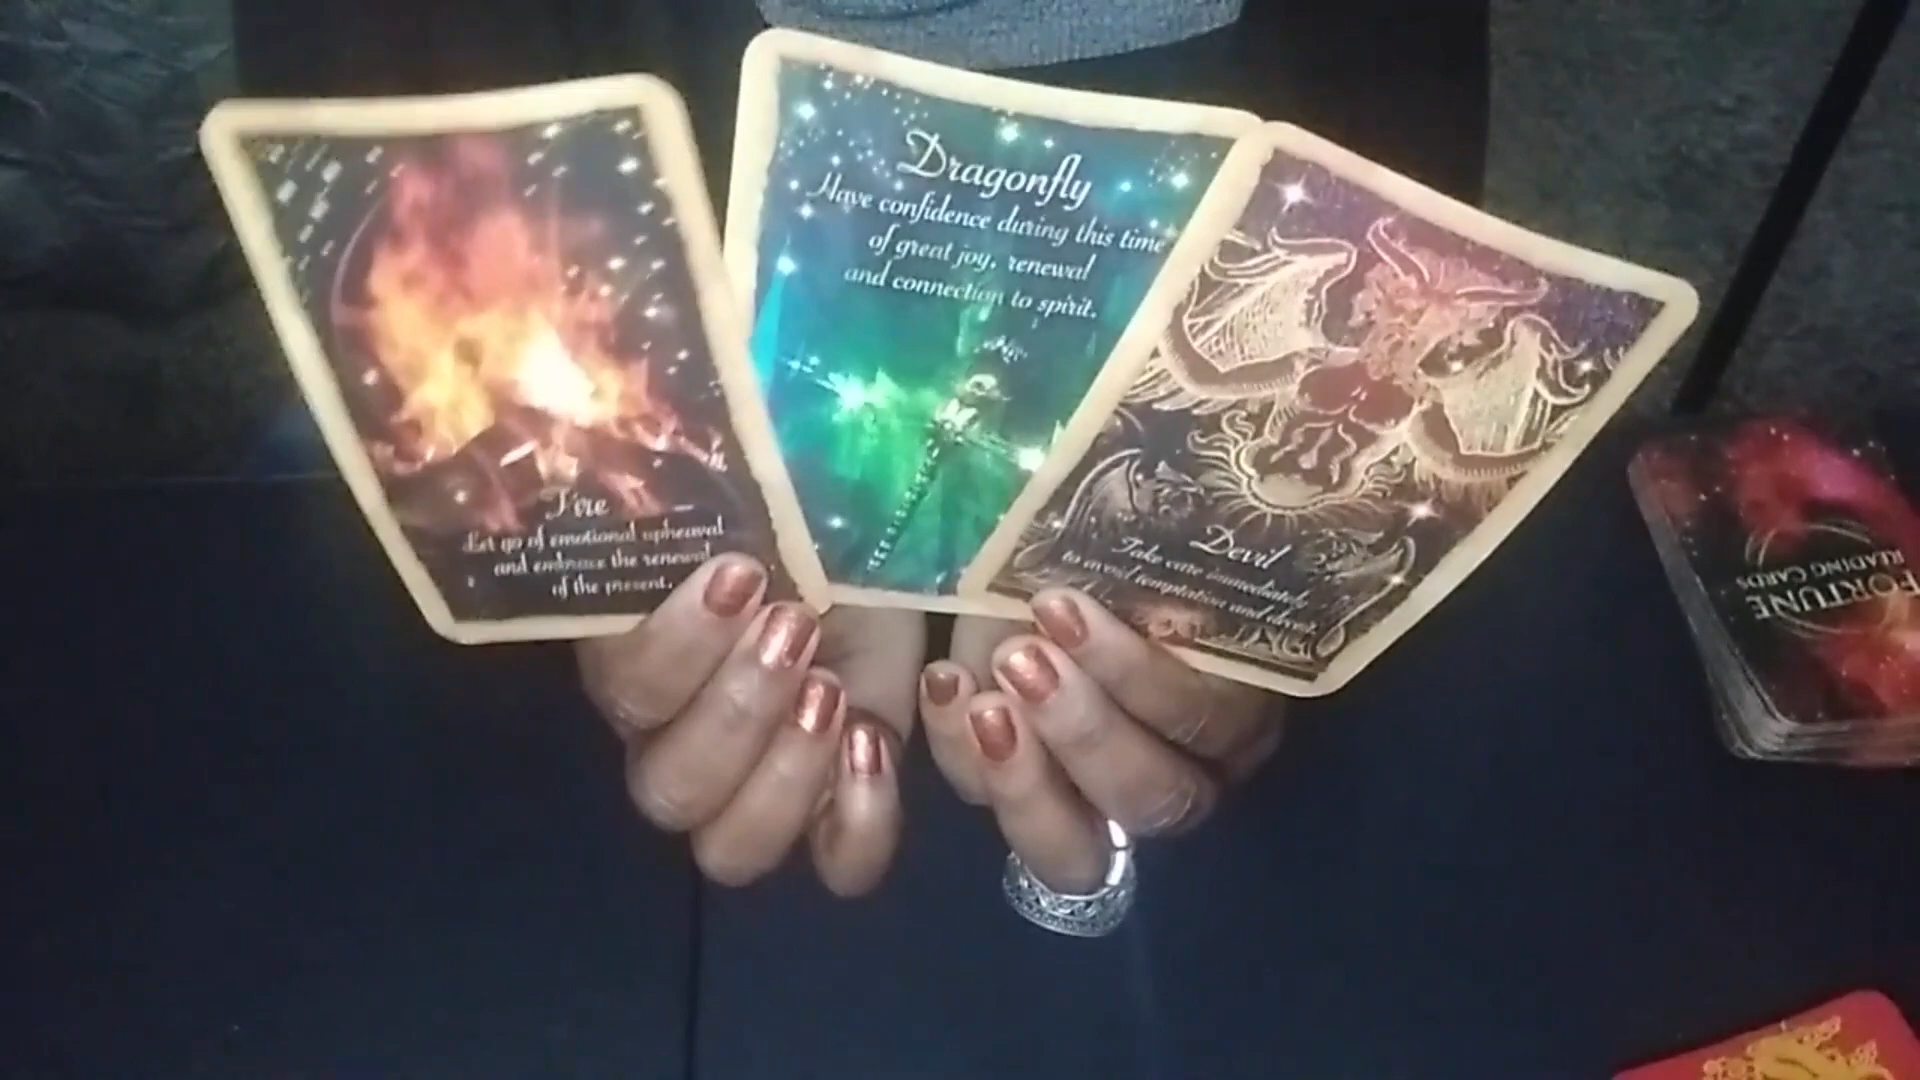 Fire
Let go of emotional upheaval
and embrace the renewal
of the present.
Dragonfly
Have confidence during this time
of great joy, renewal
and connection to spirit.
Devil
Take care immediately
to avoid temptation and
FORTUNE
READING CARDS